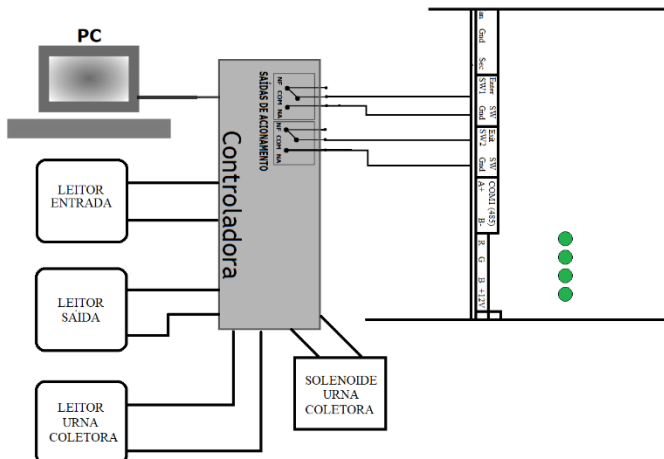 PC
LEITOR
ENTRADA
LEITOR
SAÍDA
LEITOR
URNA
COLETORA
Controladora
SAÍDAS DE ACIONAMENTO
NF COM NA
NF COM NA
SOLENOIDE
URNA
COLETORA
Gnd Sec
Enter SW
SW1 Gnd
Exit SW
SW2 Gnd
COM1 (485)
A+ B-
R G B +12V